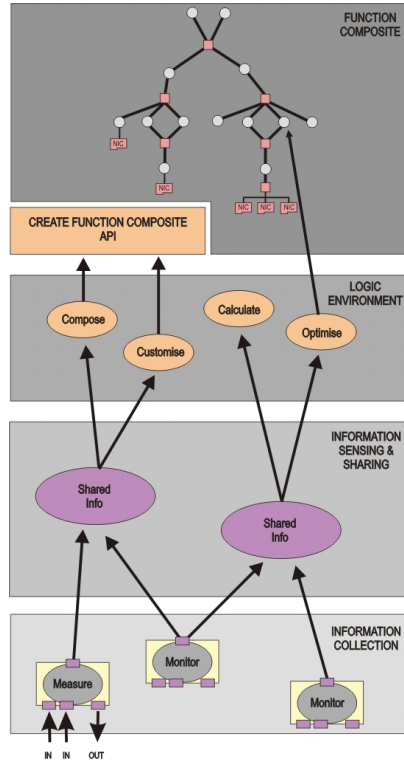 FUNCTION
COMPOSITE
NIC
NIC
NIC NIC NIC
CREATE FUNCTION COMPOSITE
API
LOGIC
ENVIRONMENT
Compose
Customise
Calculate
Optimise
INFORMATION
SENSING &
SHARING
Shared
Info
Shared
Info
INFORMATION
COLLECTION
Measure
Monitor
Monitor
IN IN OUT